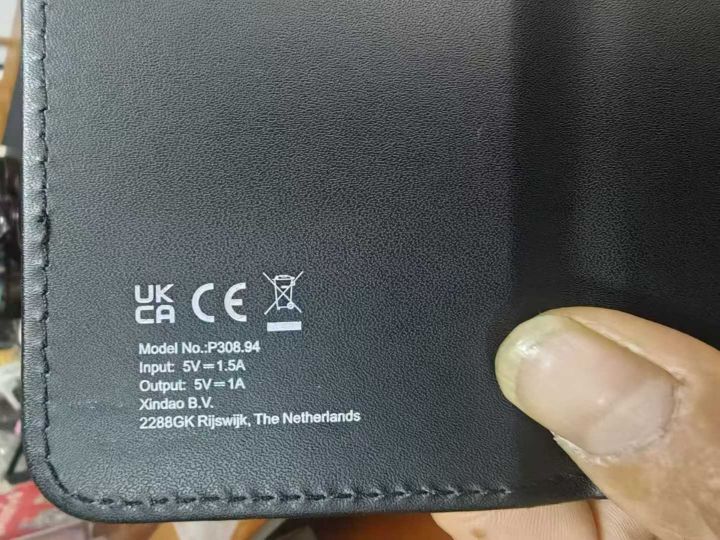 UK
CA CE
Model No.:P308.94
Input: 5V⎓1.5A
Output: 5V⎓1A
Xindao B.V.
2288GK Rijswijk, The Netherlands